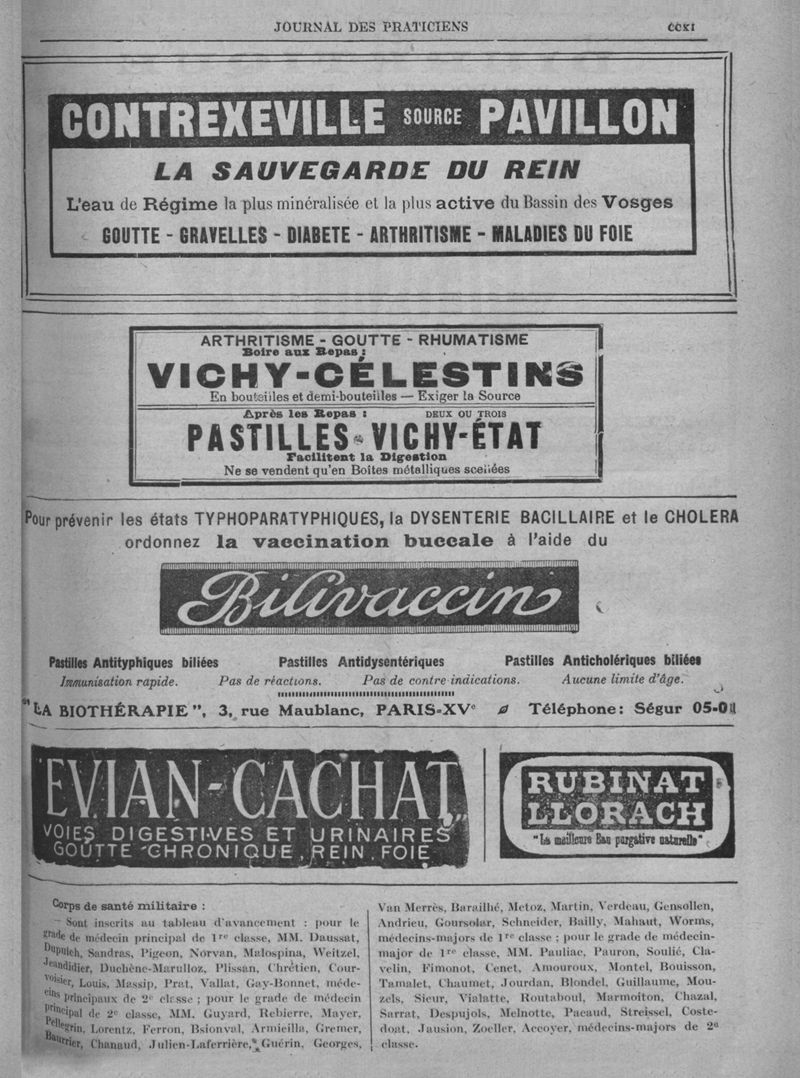 JOURNAL DES PRATICIENS CCXI
CONTREXEVILLE SOURCE PAVILLON
LA SAUVEGARDE DU REIN
L'eau de Régime la plus minéralisée et la plus active du Bassin des Vosges
GOUTTE - GRAVELLES - DIABETE - ARTHRITISME - MALADIES DU FOIE
ARTHRITISME - GOUTTE - RHUMATISME
Boire aux Repas :
VICHY-CÉLESTINS
En bouteilles et demi-bouteilles — Exiger la Source
Après les Repas : DEUX OU TROIS
PASTILLES VICHY-ÉTAT
Facilitent la Digestion
Ne se vendent qu'en Boîtes métalliques scellées
Pour prévenir les états TYPHOPARATYPHIQUES, la DYSENTERIE BACILLAIRE et le CHOLERA
ordonnez la vaccination buccale à l'aide du
Bilivaccin
Pastilles Antityphiques biliées Pastilles Antidysentériques Pastilles Anticholériques biliées
Immunisation rapide. Pas de réactions. Pas de contre indications. Aucune limite d'âge.
"LA BIOTHÉRAPIE", 3, rue Maublanc, PARIS-XVe Téléphone: Ségur 05-01
EVIAN-CACHAT
VOIES DIGESTIVES ET URINAIRES
GOUTTE CHRONIQUE, REIN, FOIE
RUBINAT
LLORACH
"La meilleure Eau purgative naturelle"
Corps de santé militaire :
— Sont inscrits au tableau d'avancement : pour le
grade de médecin principal de 1re classe, MM. Daussat,
Dupuich, Sandras, Pigeon, Norvan, Malospina, Weitzel,
Jeandidier, Duchêne-Marulloz, Plissan, Chrétien, Cour-
voisier, Louis, Massip, Prat, Vallat, Gay-Bonnet, méde-
cins principaux de 2e classe ; pour le grade de médecin
principal de 2e classe, MM. Guyard, Rebierre, Mayer,
Pellegrin, Lorentz, Ferron, Bsionval, Armieilla, Gremer,
Baurrier, Chanaud, Julien-Laferrière, Guérin, Georges,
Van Merrès, Barailhé, Metoz, Martin, Verdeau, Gensollen,
Andrieu, Goursolar, Schneider, Bailly, Mahaut, Worms,
médecins-majors de 1re classe ; pour le grade de médecin-
major de 1re classe, MM. Pauliac, Pauron, Soulié, Cla-
velin, Fimonot, Cenet, Amouroux, Montel, Bouisson,
Tamalet, Chaumet, Jourdan, Blondel, Guillaume, Mou-
zels, Sieur, Vialatte, Routaboul, Marmoiton, Chazal,
Sarrat, Despujols, Melnotte, Pacaud, Streissel, Coste-
doat, Jausion, Zoeller, Accoyer, médecins-majors de 2e
classe.